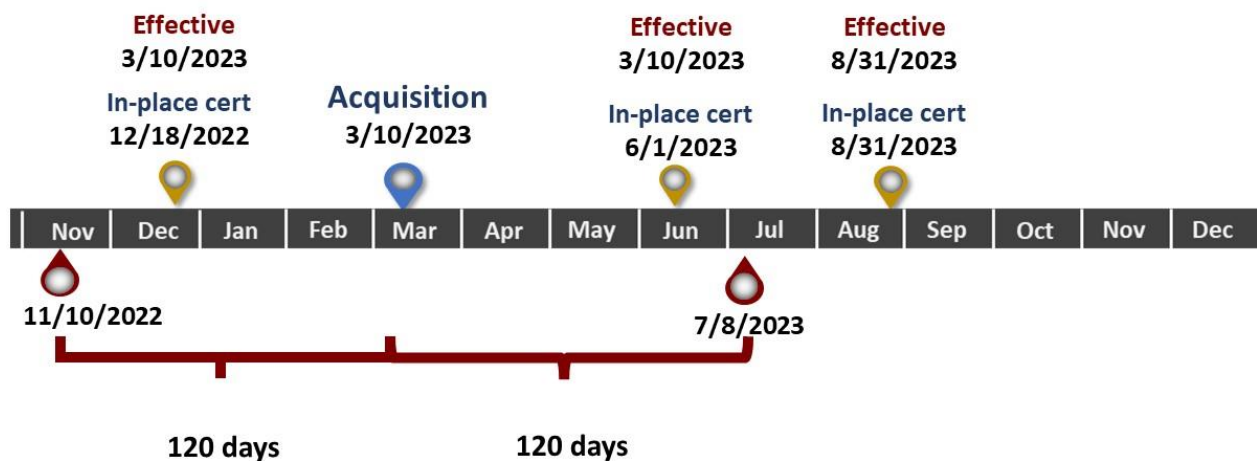 Effective
3/10/2023
In-place cert
12/18/2022
Acquisition
3/10/2023
Effective
3/10/2023
In-place cert
6/1/2023
Effective
8/31/2023
In-place cert
8/31/2023
Nov Dec Jan Feb Mar Apr May Jun Jul Aug Sep Oct Nov Dec
11/10/2022
7/8/2023
120 days
120 days